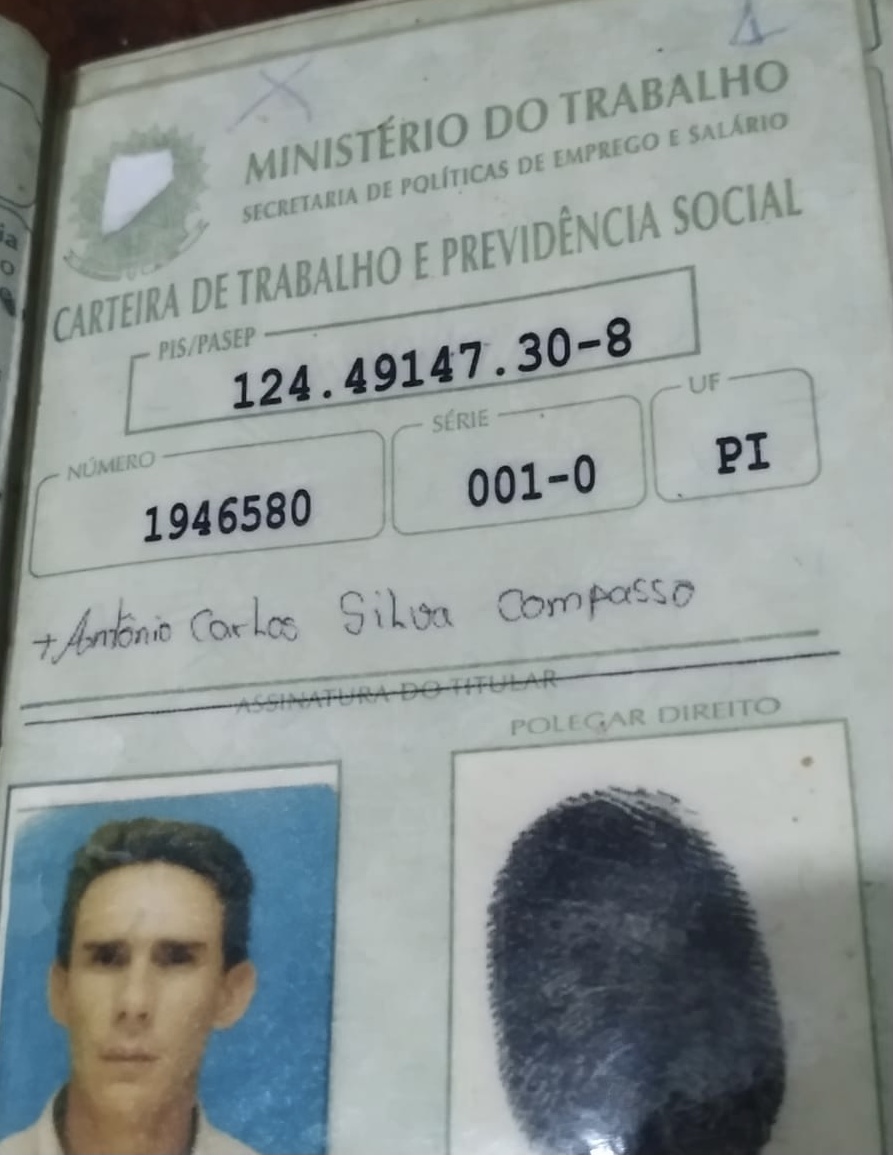 MINISTÉRIO DO TRABALHO
SECRETARIA DE POLÍTICAS DE EMPREGO E SALÁRIO
CARTEIRA DE TRABALHO E PREVIDÊNCIA SOCIAL
PIS/PASEP
124.49147.30-8
NÚMERO SÉRIE UF
1946580 001-0 PI
+Antônio Carlos Silva Compasso
ASSINATURA DO TITULAR
POLEGAR DIREITO